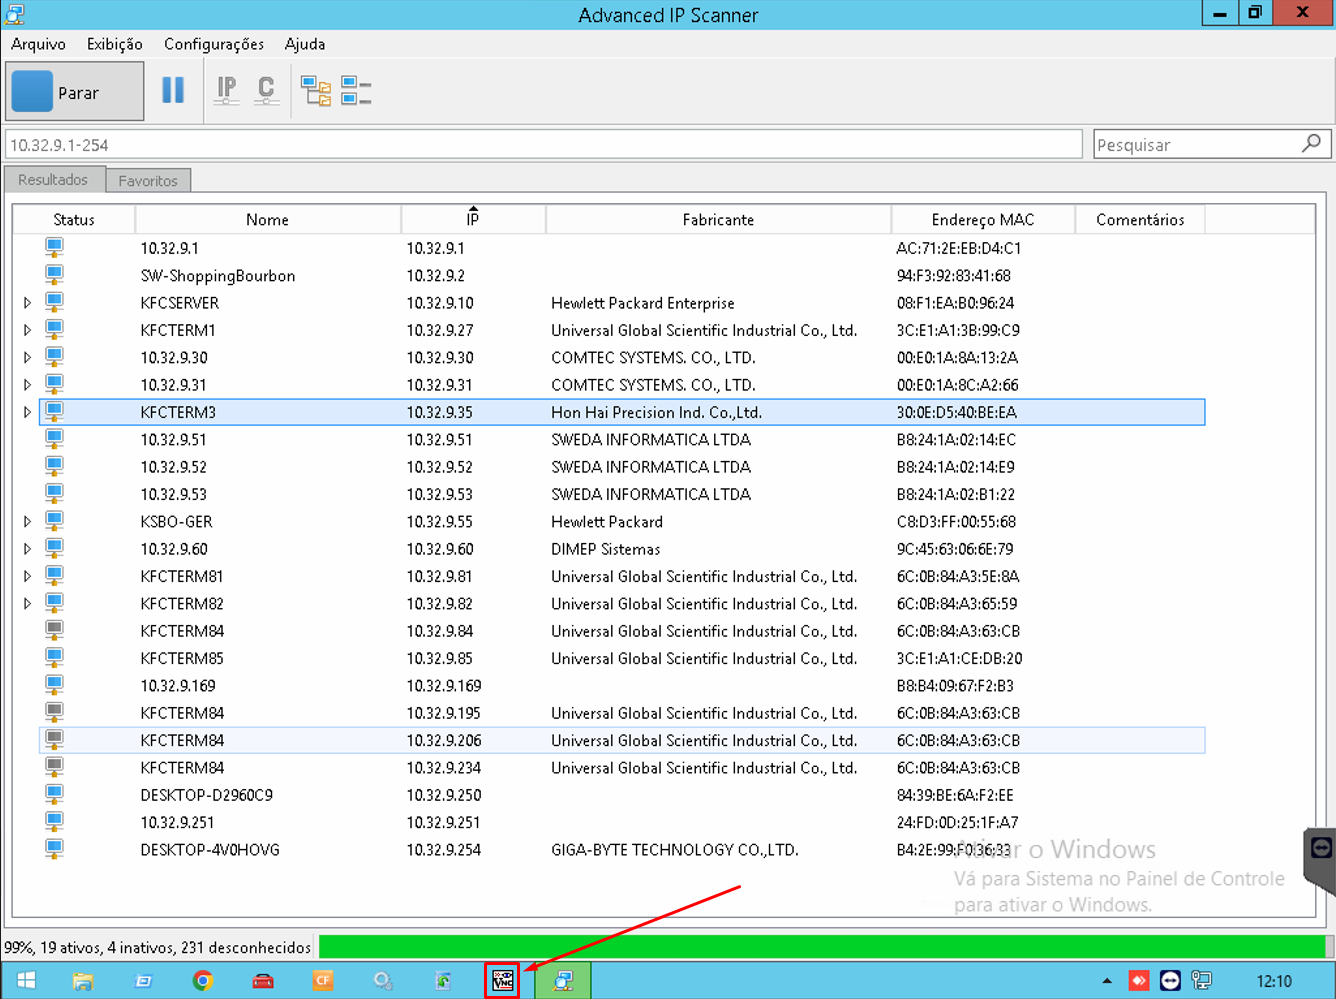 Advanced IP Scanner
Arquivo Exibição Configurações Ajuda
Parar IP C
10.32.9.1-254 Pesquisar
Resultados Favoritos
Status Nome IP Fabricante Endereço MAC Comentários
10.32.9.1 10.32.9.1 AC:71:2E:EB:D4:C1
SW-ShoppingBourbon 10.32.9.2 94:F3:92:83:41:68
KFCSERVER 10.32.9.10 Hewlett Packard Enterprise 08:F1:EA:B0:96:24
KFCTERM1 10.32.9.27 Universal Global Scientific Industrial Co., Ltd. 3C:E1:A1:3B:99:C9
10.32.9.30 10.32.9.30 COMTEC SYSTEMS. CO., LTD. 00:E0:1A:8A:13:2A
10.32.9.31 10.32.9.31 COMTEC SYSTEMS. CO., LTD. 00:E0:1A:8C:A2:66
KFCTERM3 10.32.9.35 Hon Hai Precision Ind. Co.,Ltd. 30:0E:D5:40:BE:EA
10.32.9.51 10.32.9.51 SWEDA INFORMATICA LTDA B8:24:1A:02:14:EC
10.32.9.52 10.32.9.52 SWEDA INFORMATICA LTDA B8:24:1A:02:14:E9
10.32.9.53 10.32.9.53 SWEDA INFORMATICA LTDA B8:24:1A:02:B1:22
KSBO-GER 10.32.9.55 Hewlett Packard C8:D3:FF:00:55:68
10.32.9.60 10.32.9.60 DIMEP Sistemas 9C:45:63:06:6E:79
KFCTERM81 10.32.9.81 Universal Global Scientific Industrial Co., Ltd. 6C:0B:84:A3:5E:8A
KFCTERM82 10.32.9.82 Universal Global Scientific Industrial Co., Ltd. 6C:0B:84:A3:65:59
KFCTERM84 10.32.9.84 Universal Global Scientific Industrial Co., Ltd. 6C:0B:84:A3:63:CB
KFCTERM85 10.32.9.85 Universal Global Scientific Industrial Co., Ltd. 3C:E1:A1:CE:DB:20
10.32.9.169 10.32.9.169 B8:B4:09:67:F2:B3
KFCTERM84 10.32.9.195 Universal Global Scientific Industrial Co., Ltd. 6C:0B:84:A3:63:CB
KFCTERM84 10.32.9.206 Universal Global Scientific Industrial Co., Ltd. 6C:0B:84:A3:63:CB
KFCTERM84 10.32.9.234 Universal Global Scientific Industrial Co., Ltd. 6C:0B:84:A3:63:CB
DESKTOP-D2960C9 10.32.9.250 84:39:BE:6A:F2:EE
10.32.9.251 10.32.9.251 24:FD:0D:25:1F:A7
DESKTOP-4V0HOVG 10.32.9.254 GIGA-BYTE TECHNOLOGY CO.,LTD. B4:2E:99:F0:36:33
Ativar o Windows
Vá para Sistema no Painel de Controle
para ativar o Windows.
99%, 19 ativos, 4 inativos, 231 desconhecidos
CF VNC 12:10